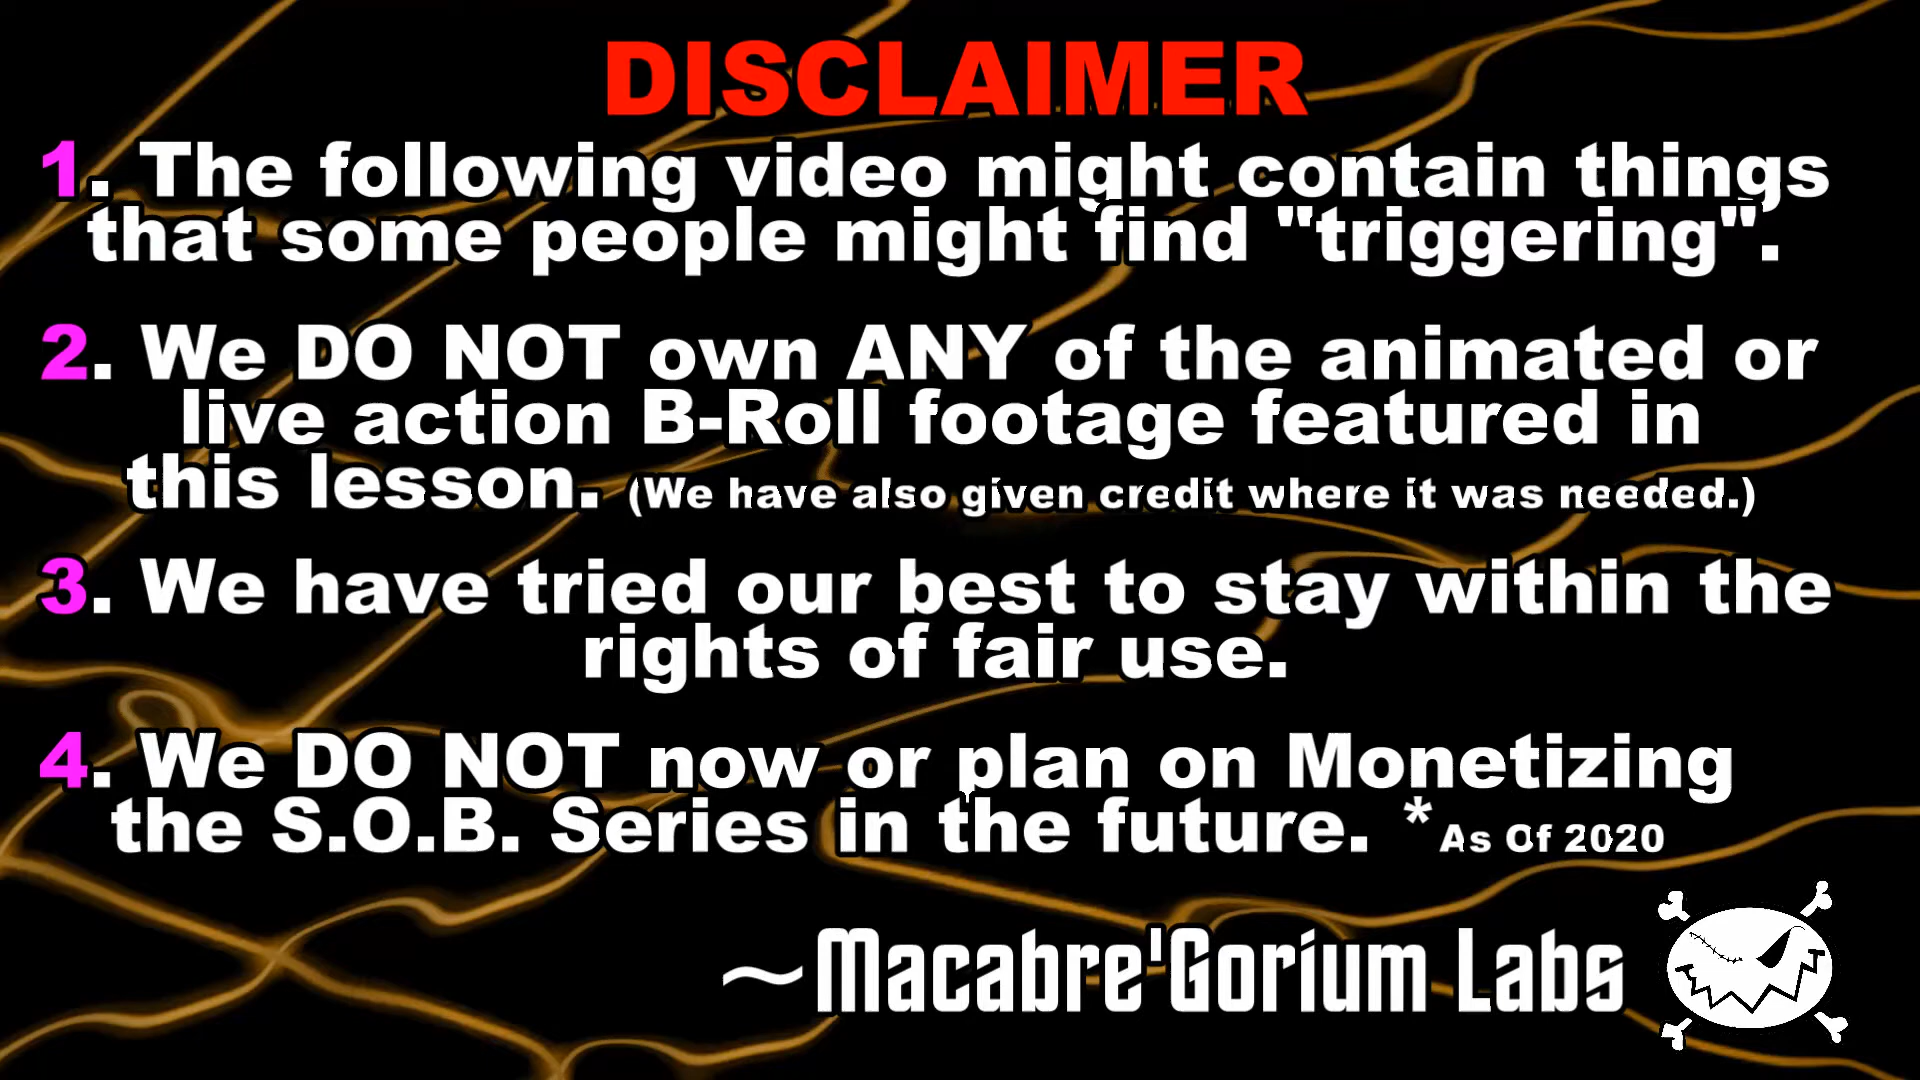 DISCLAIMER
1. The following video might contain things
that some people might find "triggering".
2. We DO NOT own ANY of the animated or
live action B-Roll footage featured in
this lesson. (We have also given credit where it was needed.)
3. We have tried our best to stay within the
rights of fair use.
4. We DO NOT now or plan on Monetizing
the S.O.B. Series in the future. *As Of 2020
~Macabre'Gorium Labs